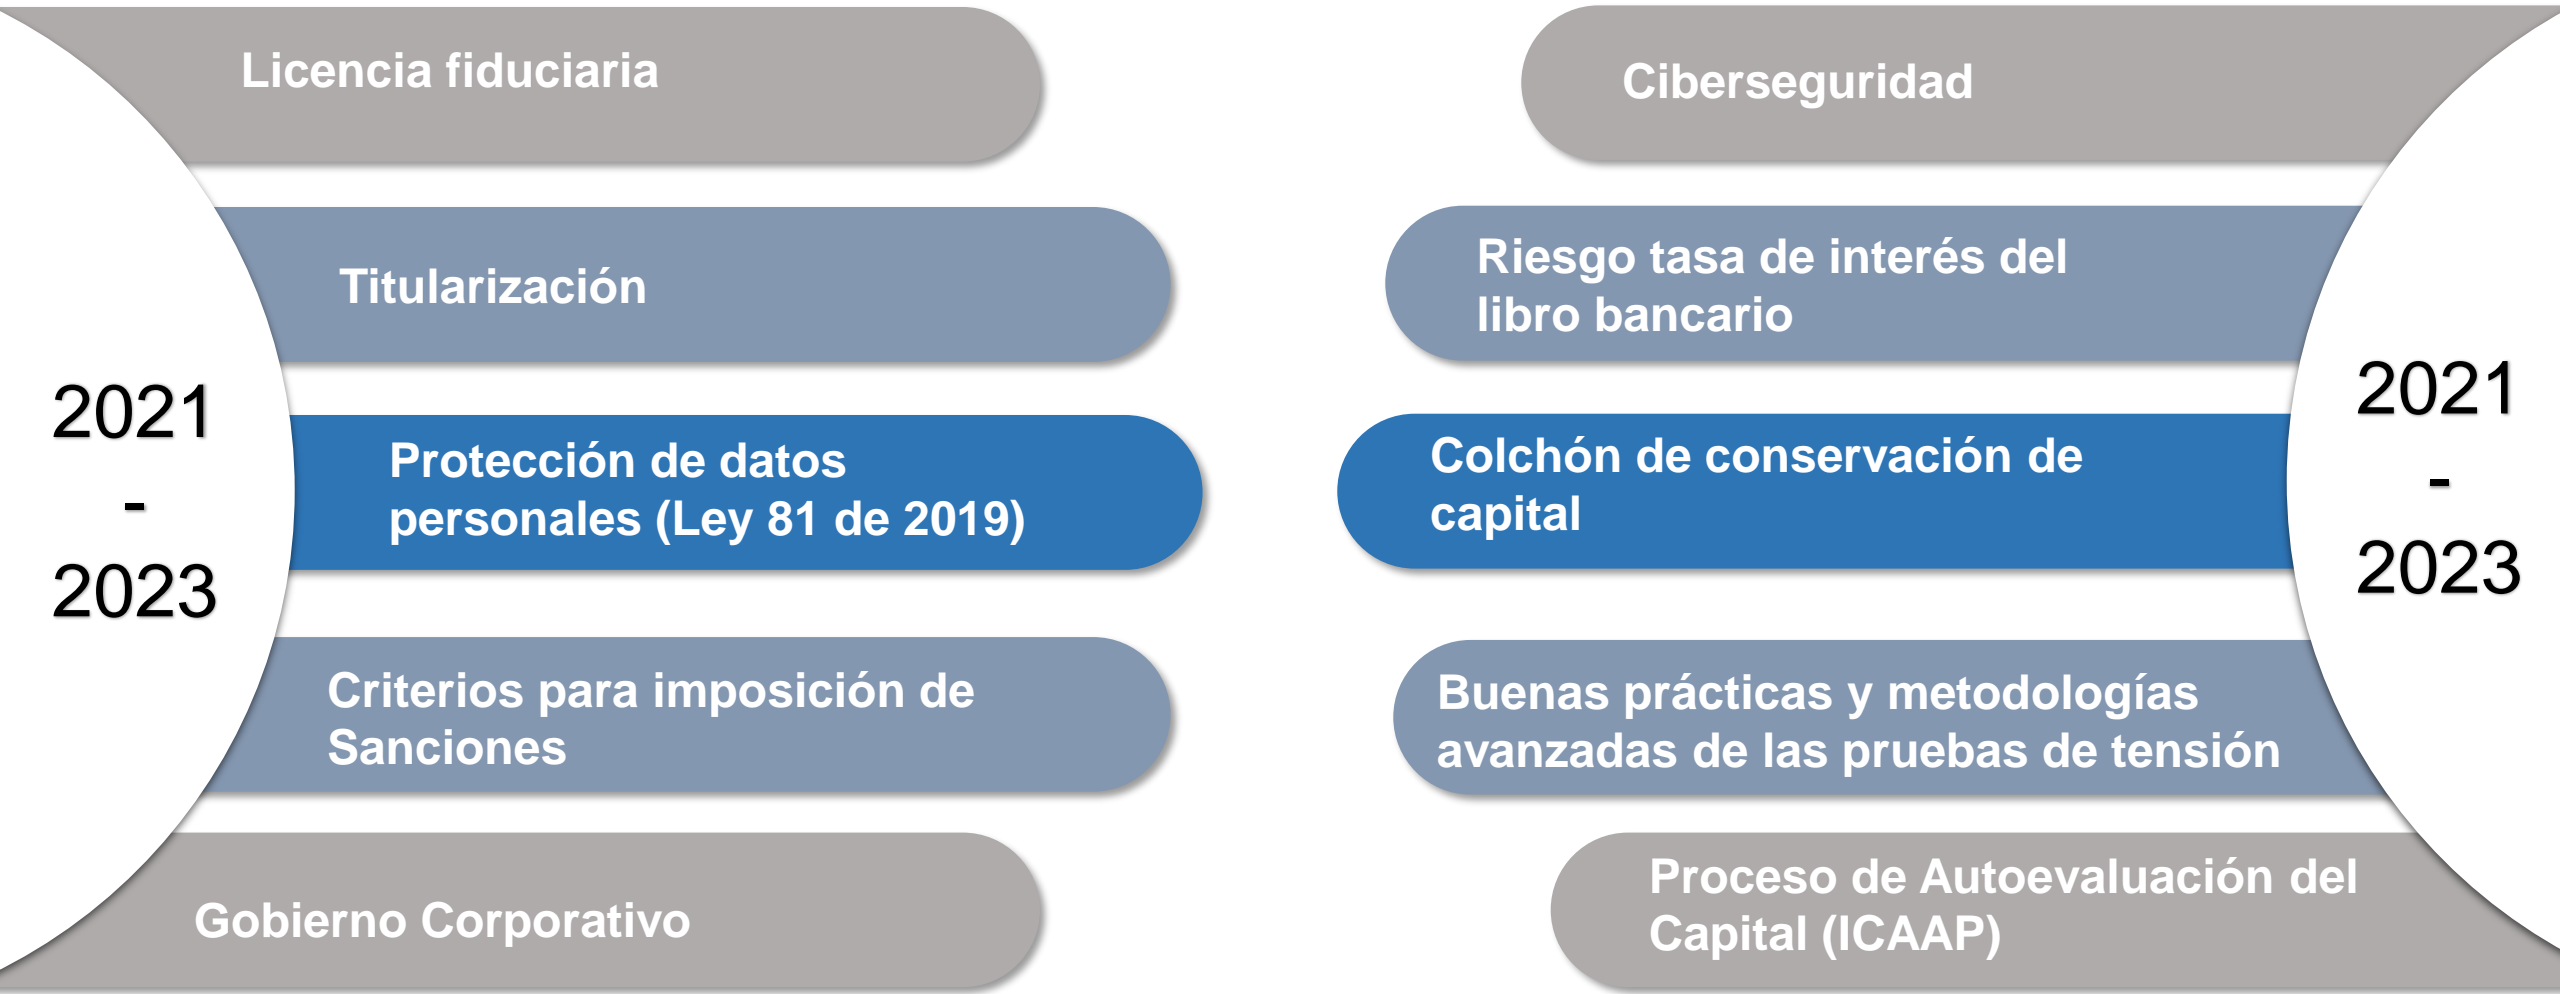 Licencia fiduciaria
Titularización
2021
-
2023
Protección de datos
personales (Ley 81 de 2019)
Criterios para imposición de
Sanciones
Gobierno Corporativo
Ciberseguridad
Riesgo tasa de interés del
libro bancario
Colchón de conservación de
capital
2021
-
2023
Buenas prácticas y metodologías
avanzadas de las pruebas de tensión
Proceso de Autoevaluación del
Capital (ICAAP)